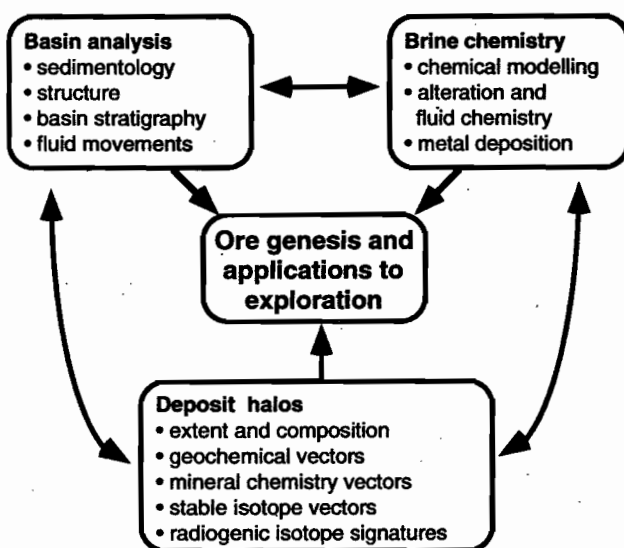 Basin analysis
• sedimentology
• structure
• basin stratigraphy
• fluid movements
Brine chemistry
• chemical modelling
• alteration and
fluid chemistry
• metal deposition
Ore genesis and
applications to
exploration
Deposit halos
• extent and composition
• geochemical vectors
• mineral chemistry vectors
• stable isotope vectors
• radiogenic isotope signatures